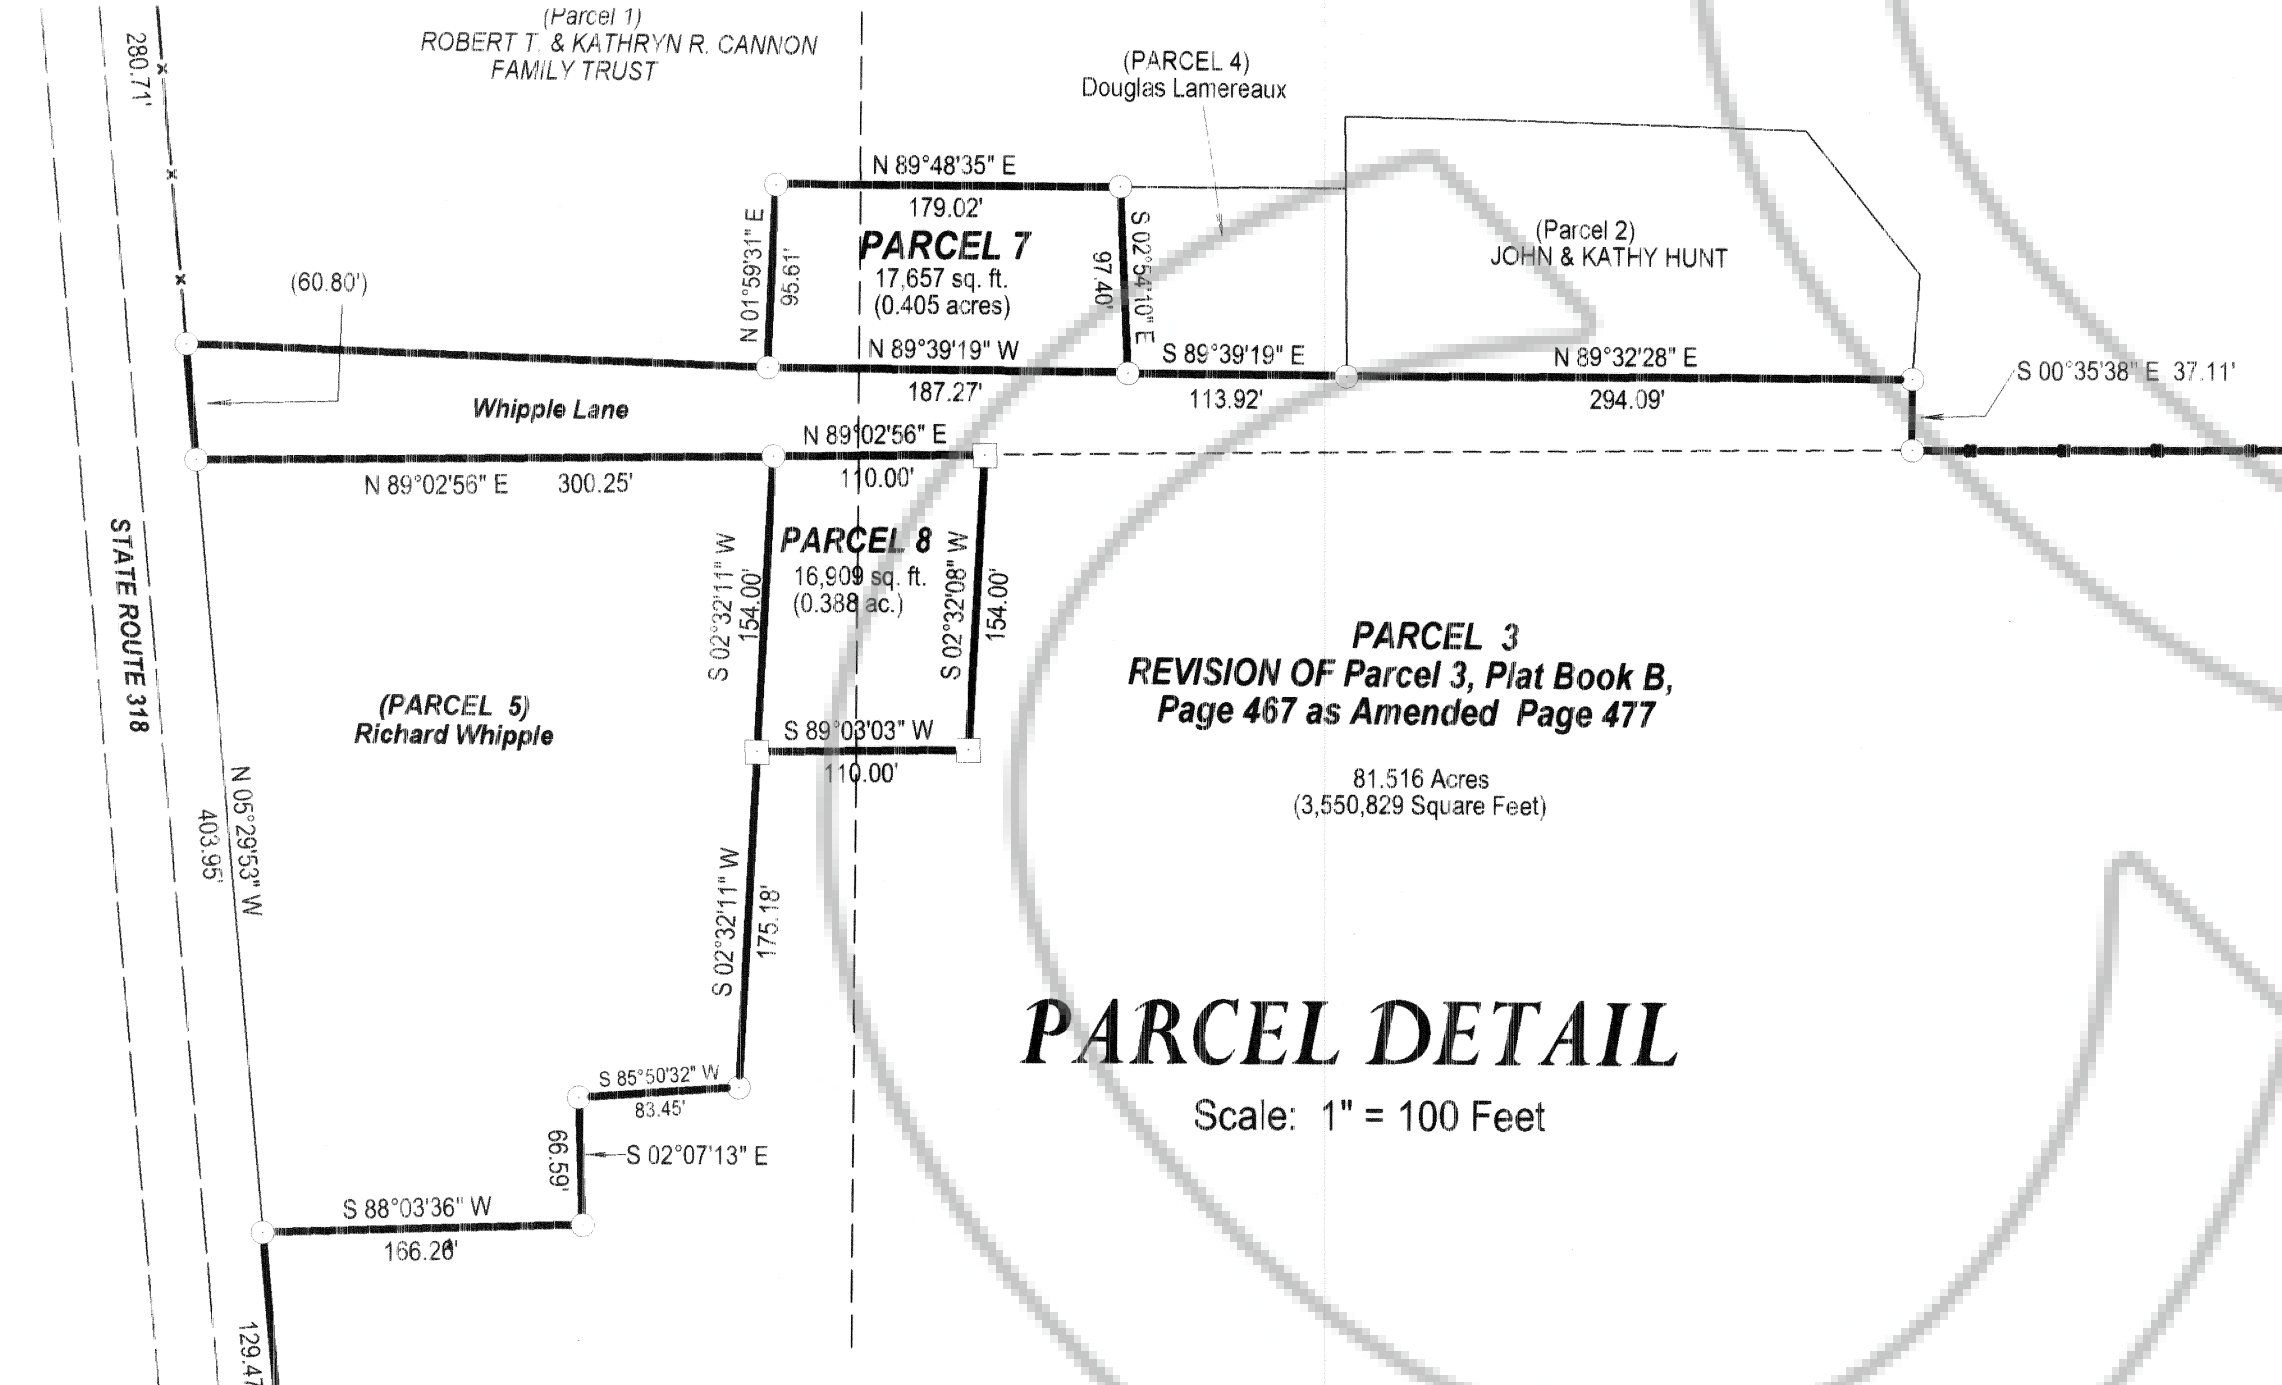 (Parcel 1)
ROBERT T. & KATHRYN R. CANNON
FAMILY TRUST
280.71'
(PARCEL 4)
Douglas Lamereaux
N 89°48'35" E
179.02'
PARCEL 7
17,657 sq. ft.
(0.405 acres)
N 01°59'31" E
95.61'
S 02°54'10" E
97.40'
(Parcel 2)
JOHN & KATHY HUNT
(60.80')
N 89°39'19" W
187.27'
S 89°39'19" E
113.92'
N 89°32'28" E
294.09'
S 00°35'38" E 37.11'
Whipple Lane
N 89°02'56" E
110.00'
N 89°02'56" E 300.25'
STATE ROUTE 318
PARCEL 8
16,909 sq. ft.
(0.388 ac.)
S 02°32'11" W
154.00'
S 02°32'08" W
154.00'
S 89°03'03" W
110.00'
(PARCEL 5)
Richard Whipple
PARCEL 3
REVISION OF Parcel 3, Plat Book B,
Page 467 as Amended Page 477
81.516 Acres
(3,550,829 Square Feet)
N 05°29'53" W
403.95'
S 02°32'11" W
175.18'
PARCEL DETAIL
Scale: 1" = 100 Feet
S 85°50'32" W
83.45'
66.59'
S 02°07'13" E
S 88°03'36" W
129.47